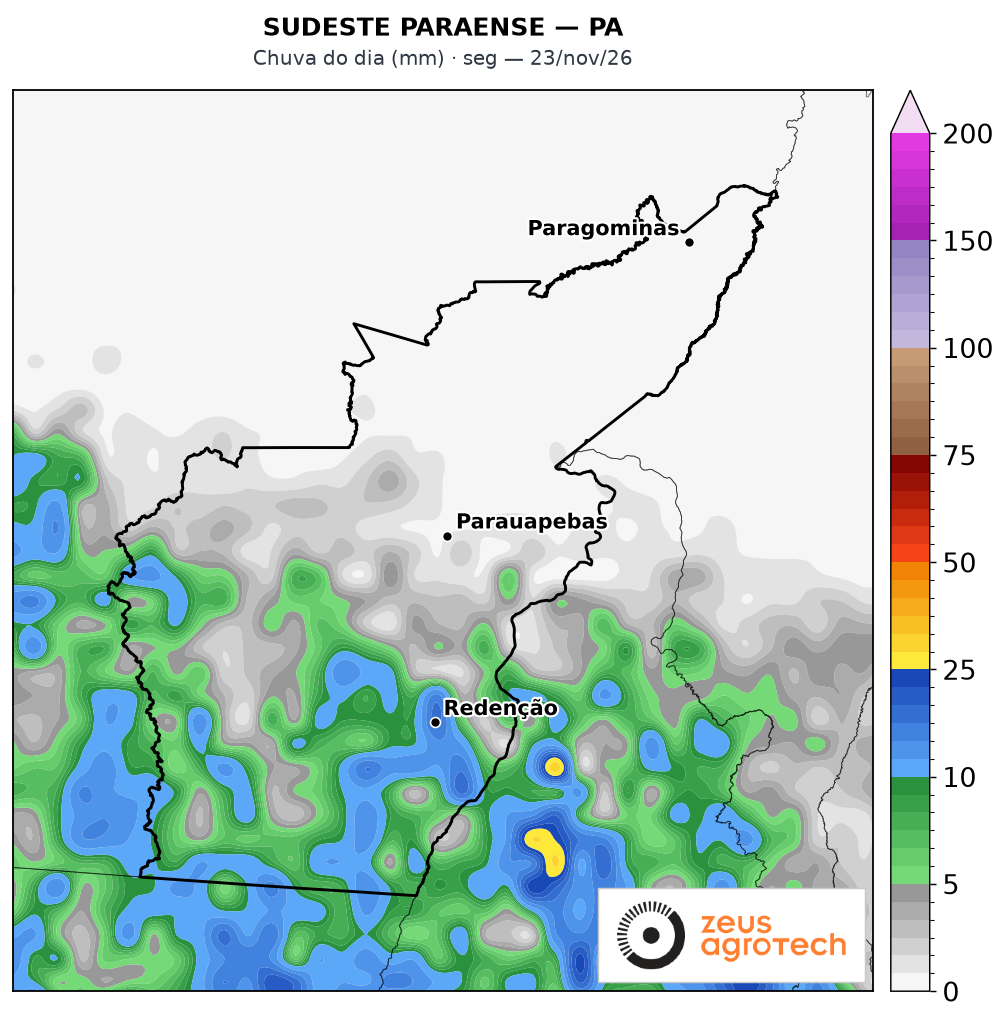 SUDESTE PARAENSE — PA
Chuva do dia (mm) · seg — 23/nov/26
Paragominas
Parauapebas
Redenção
200
150
100
75
50
25
10
5
0
zeus
agroTech